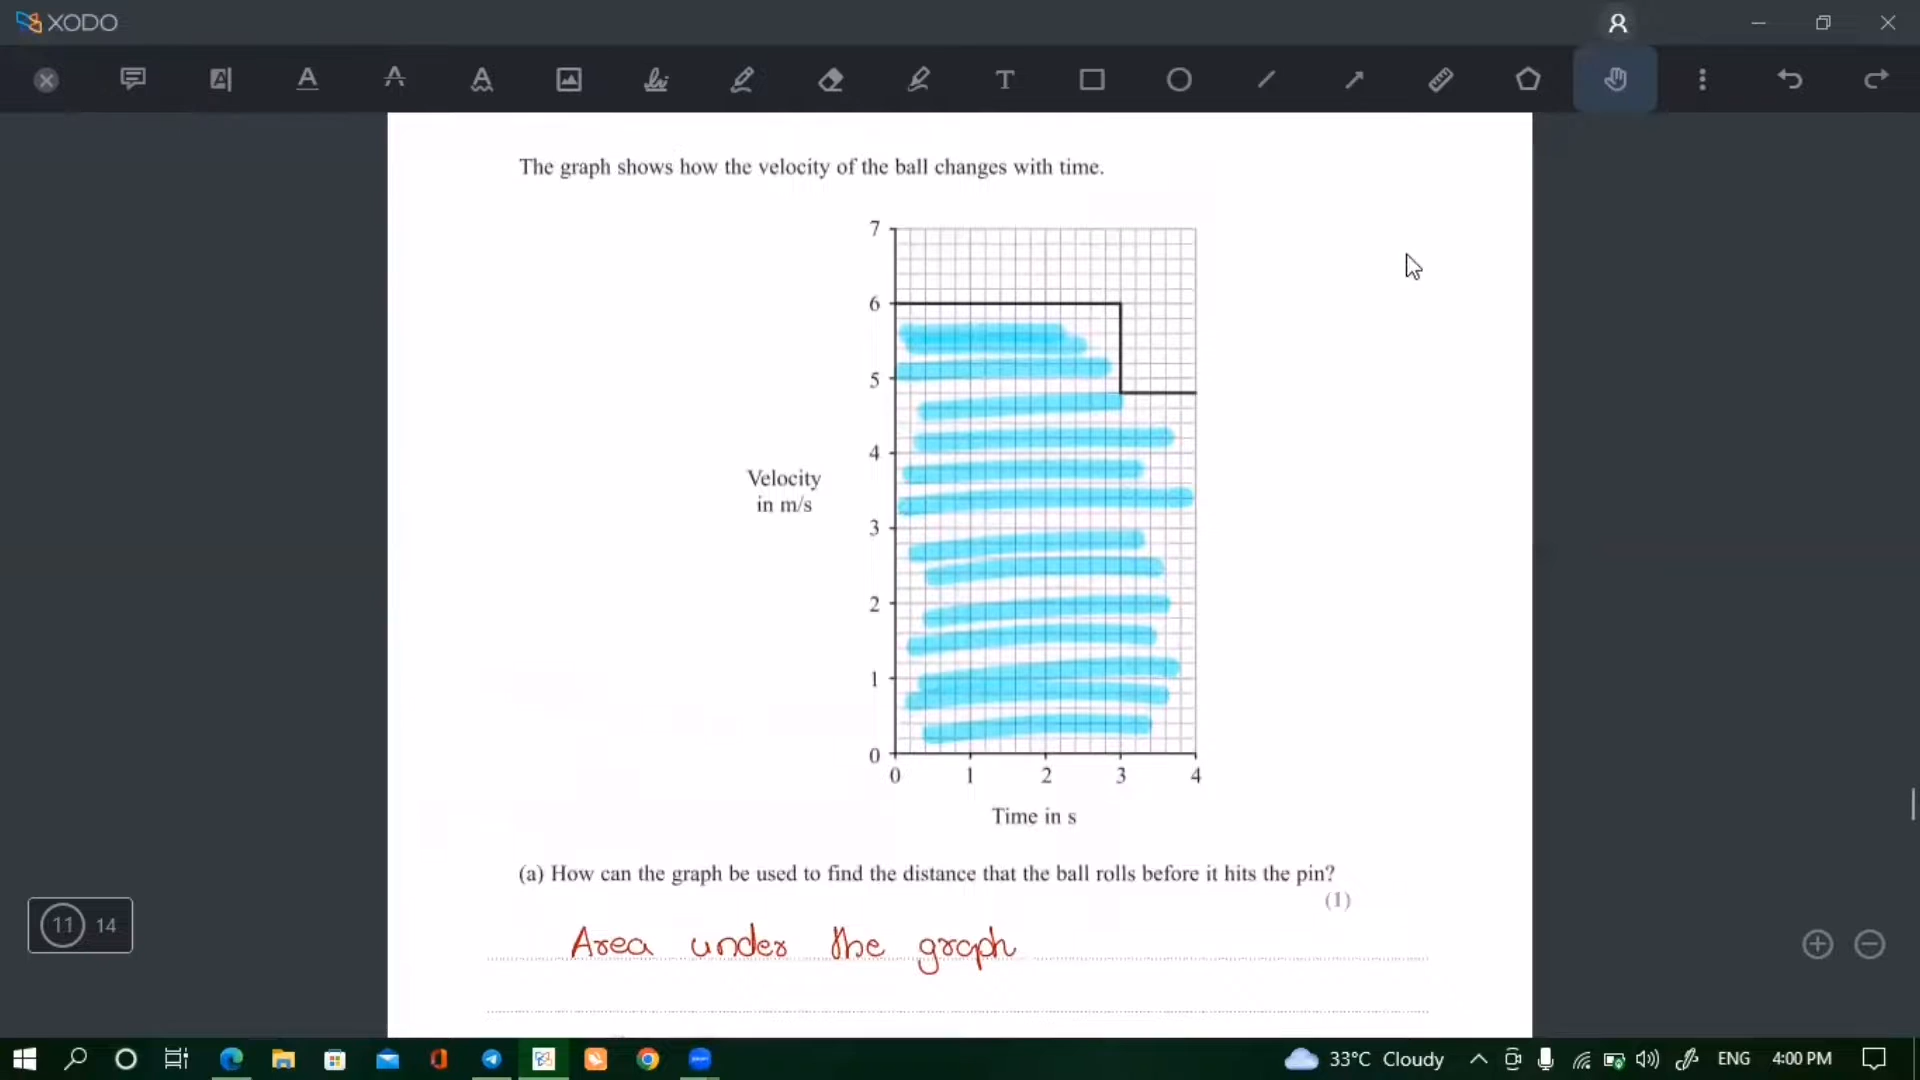 XODO
The graph shows how the velocity of the ball changes with time.
7
6
5
4
Velocity
in m/s
3
2
1
0
0 1 2 3 4
Time in s
(a) How can the graph be used to find the distance that the ball rolls before it hits the pin?
(1)
Area under the graph
11 14
33°C Cloudy
ENG
4:00 PM